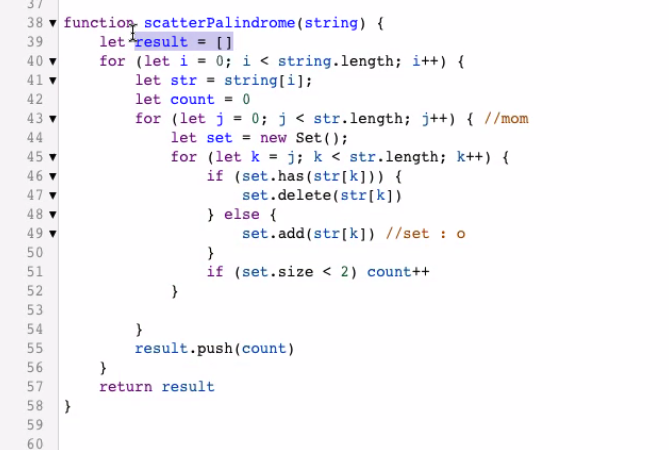 37
38 ▼ function scatterPalindrome(string) {
39 let result = []
40 ▼ for (let i = 0; i < string.length; i++) {
41 ▼ let str = string[i];
42 let count = 0
43 ▼ for (let j = 0; j < str.length; j++) { //mom
44 let set = new Set();
45 ▼ for (let k = j; k < str.length; k++) {
46 ▼ if (set.has(str[k])) {
47 ▼ set.delete(str[k])
48 ▼ } else {
49 ▼ set.add(str[k]) //set : o
50 }
51 if (set.size < 2) count++
52 }
53
54 }
55 result.push(count)
56 }
57 return result
58 }
59
60